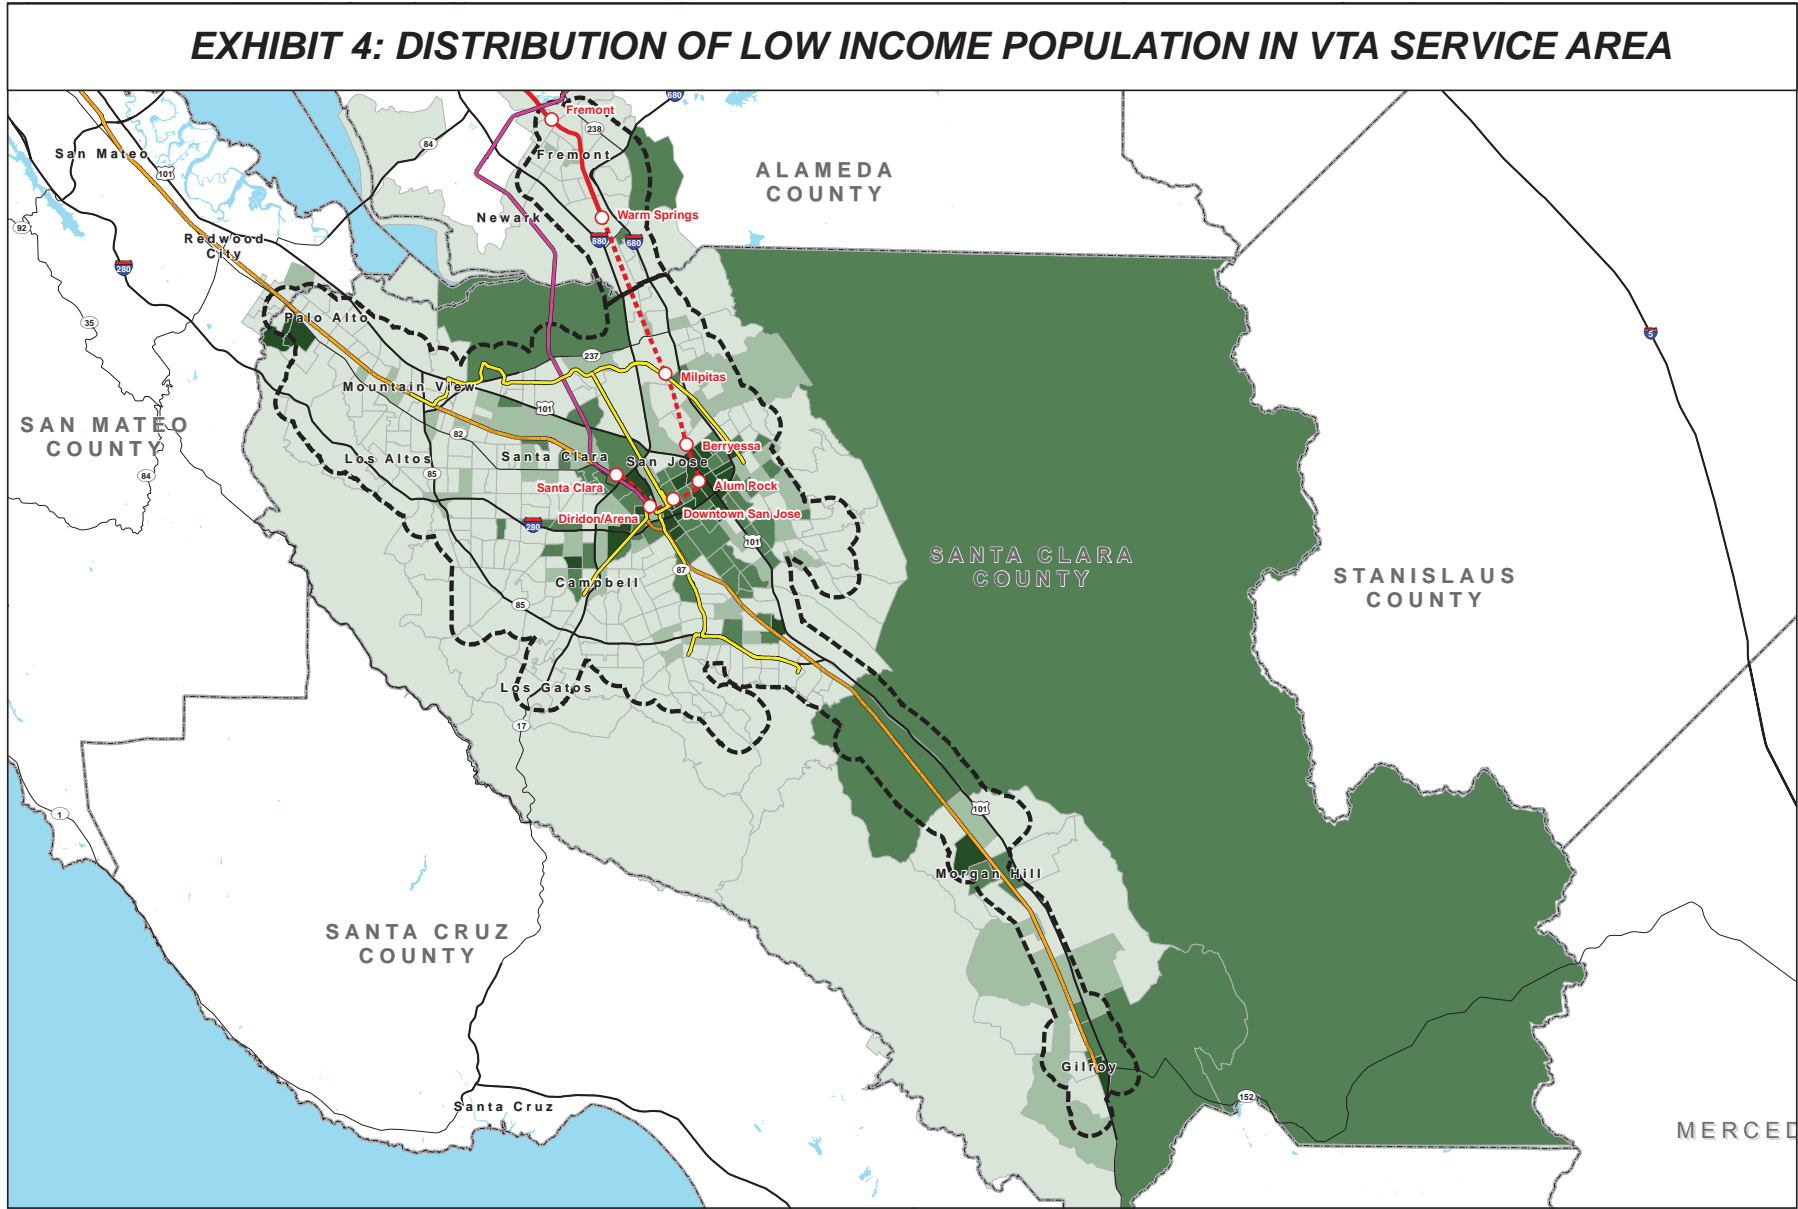 EXHIBIT 4: DISTRIBUTION OF LOW INCOME POPULATION IN VTA SERVICE AREA
680
Fremont
238
84
San Mateo
Fremont
101
ALAMEDA
COUNTY
Newark
Warm Springs
92
Redwood
City
880
680
280
Palo Alto
35
5
237
Milpitas
Mountain View
101
SAN MATEO
COUNTY
82
Berryessa
Los Altos
Santa Clara
San Jose
85
84
Santa Clara
Alum Rock
Diridon/Arena
Downtown San Jose
280
101
SANTA CLARA
COUNTY
87
Campbell
STANISLAUS
COUNTY
85
Los Gatos
17
101
1
Morgan Hill
SANTA CRUZ
COUNTY
Gilroy
152
Santa Cruz
MERCED